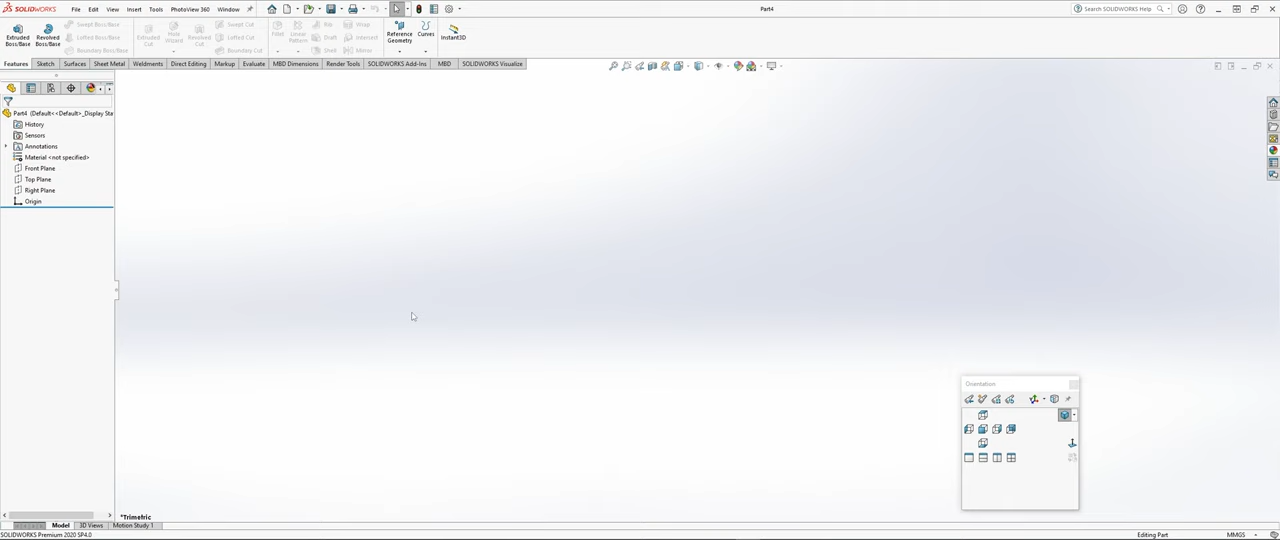 SOLIDWORKS File Edit View Insert Tools PhotoView 360 Window Part4 Search SOLIDWORKS Help
Extruded Boss/Base Revolved Boss/Base Swept Boss/Base Extruded Cut Hole Wizard Revolved Cut Swept Cut Fillet Linear Pattern Rib Wrap Reference Geometry Curves Instant3D
Lofted Boss/Base Lofted Cut Draft Intersect
Boundary Boss/Base Boundary Cut Shell Mirror
Features Sketch Surfaces Sheet Metal Weldments Direct Editing Markup Evaluate MBD Dimensions Render Tools SOLIDWORKS Add-Ins MBD SOLIDWORKS Visualize
Part4 (Default<<Default>_Display Sta
History
Sensors
Annotations
Material <not specified>
Front Plane
Top Plane
Right Plane
Origin
Orientation
*Trimetric
Model 3D Views Motion Study 1
SOLIDWORKS Premium 2020 SP4.0 Editing Part MMGS